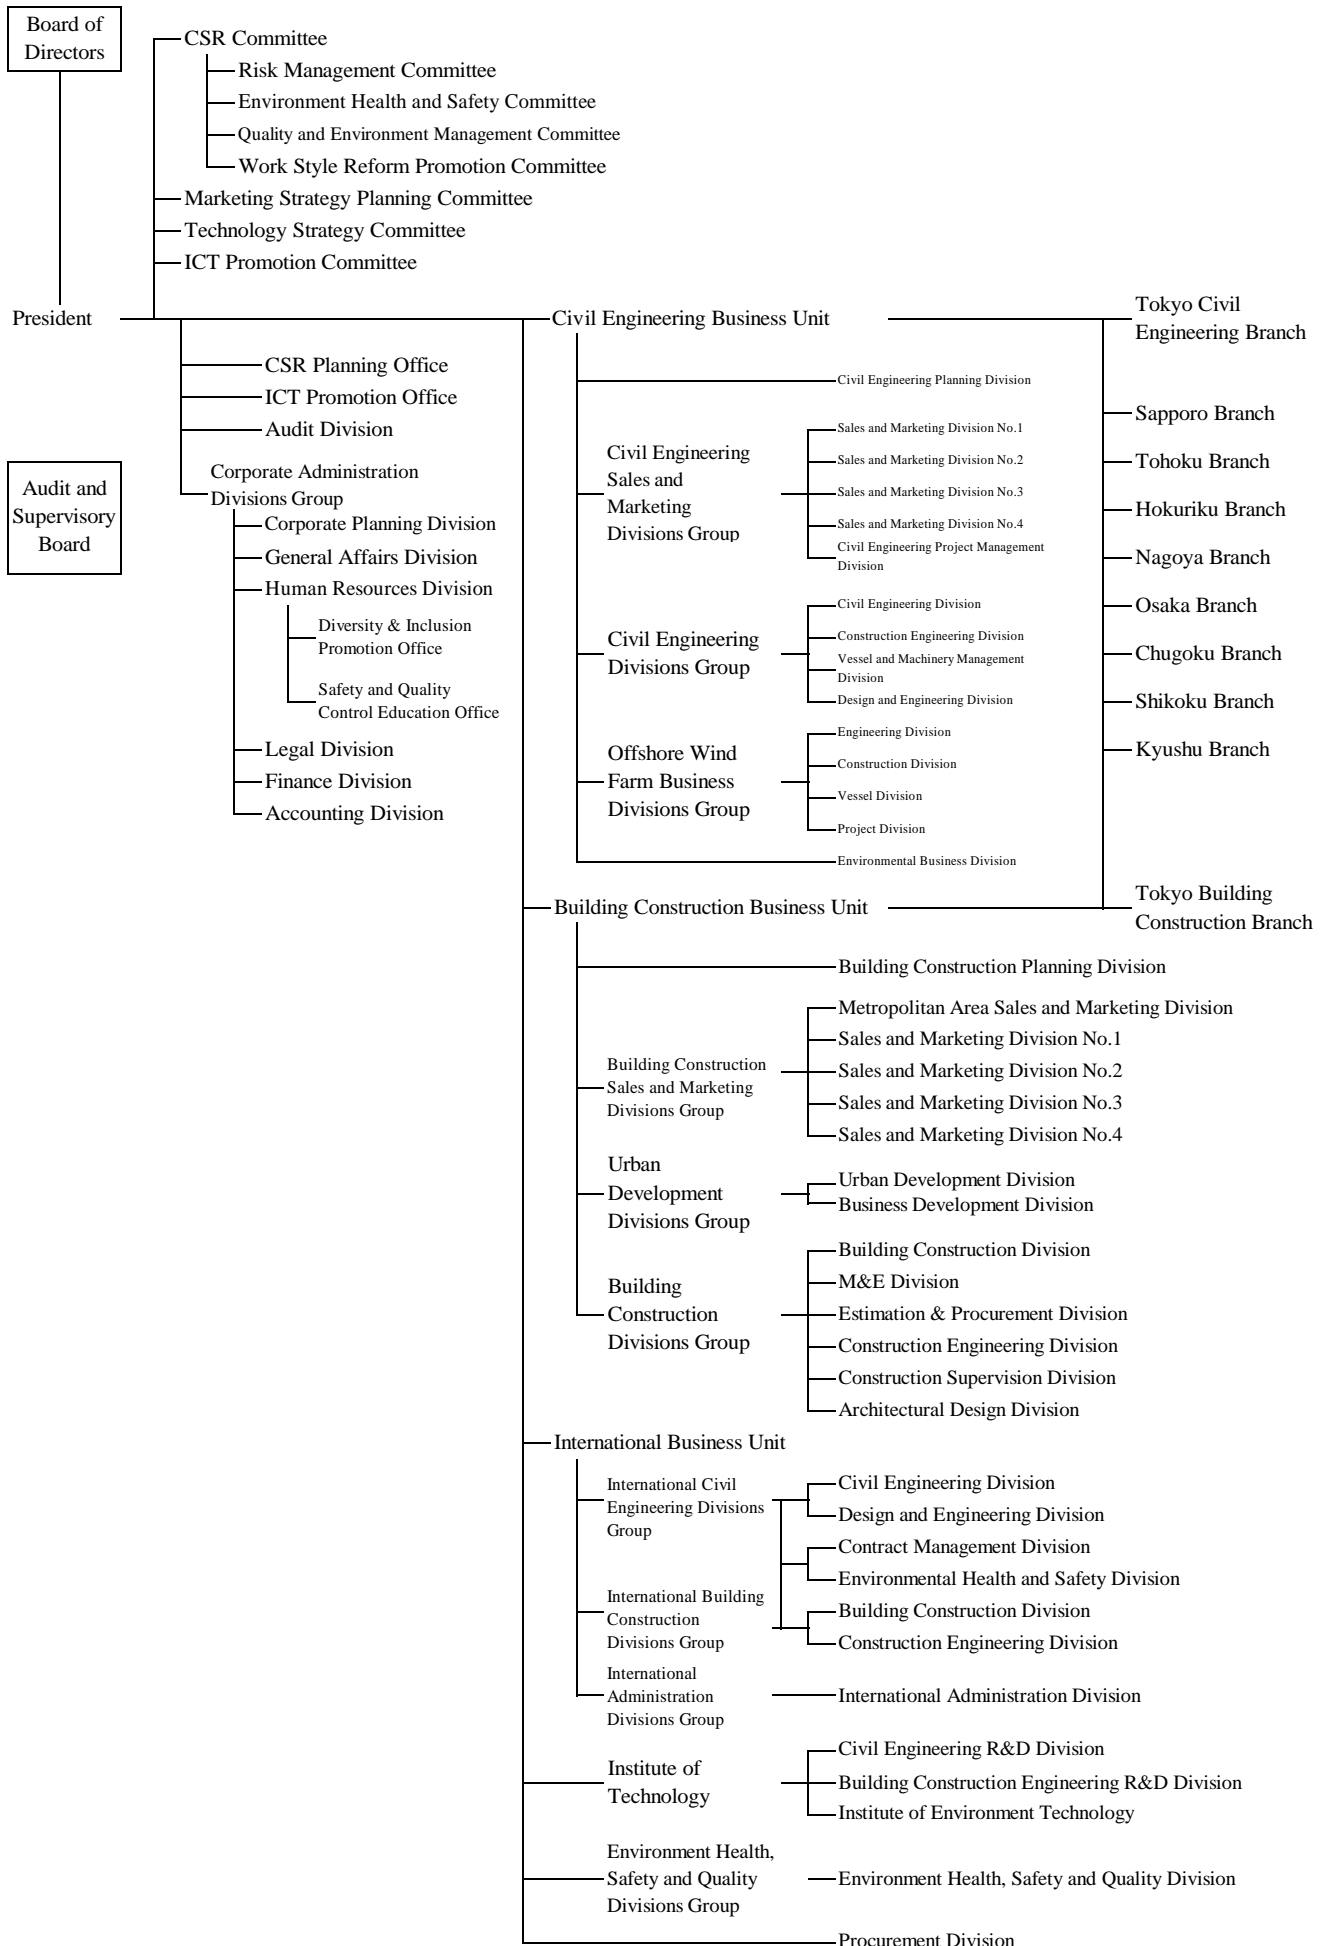 Board of
Directors
CSR Committee
Risk Management Committee
Environment Health and Safety Committee
Quality and Environment Management Committee
Work Style Reform Promotion Committee
Marketing Strategy Planning Committee
Technology Strategy Committee
ICT Promotion Committee
President
Civil Engineering Business Unit
Tokyo Civil
Engineering Branch
CSR Planning Office
ICT Promotion Office
Audit Division
Corporate Administration
Divisions Group
Corporate Planning Division
General Affairs Division
Human Resources Division
Diversity & Inclusion
Promotion Office
Safety and Quality
Control Education Office
Legal Division
Finance Division
Accounting Division
Audit and
Supervisory
Board
Civil Engineering Planning Division
Civil Engineering
Sales and
Marketing
Divisions Group
Sales and Marketing Division No.1
Sales and Marketing Division No.2
Sales and Marketing Division No.3
Sales and Marketing Division No.4
Civil Engineering Project Management
Division
Civil Engineering
Divisions Group
Civil Engineering Division
Construction Engineering Division
Vessel and Machinery Management
Division
Design and Engineering Division
Offshore Wind
Farm Business
Divisions Group
Engineering Division
Construction Division
Vessel Division
Project Division
Environmental Business Division
Sapporo Branch
Tohoku Branch
Hokuriku Branch
Nagoya Branch
Osaka Branch
Chugoku Branch
Shikoku Branch
Kyushu Branch
Building Construction Business Unit
Tokyo Building
Construction Branch
Building Construction Planning Division
Building Construction
Sales and Marketing
Divisions Group
Metropolitan Area Sales and Marketing Division
Sales and Marketing Division No.1
Sales and Marketing Division No.2
Sales and Marketing Division No.3
Sales and Marketing Division No.4
Urban
Development
Divisions Group
Urban Development Division
Business Development Division
Building
Construction
Divisions Group
Building Construction Division
M&E Division
Estimation & Procurement Division
Construction Engineering Division
Construction Supervision Division
Architectural Design Division
International Business Unit
International Civil
Engineering Divisions
Group
Civil Engineering Division
Design and Engineering Division
Contract Management Division
Environmental Health and Safety Division
International Building
Construction
Divisions Group
Building Construction Division
Construction Engineering Division
International
Administration
Divisions Group
International Administration Division
Institute of
Technology
Civil Engineering R&D Division
Building Construction Engineering R&D Division
Institute of Environment Technology
Environment Health,
Safety and Quality
Divisions Group
Environment Health, Safety and Quality Division
Procurement Division